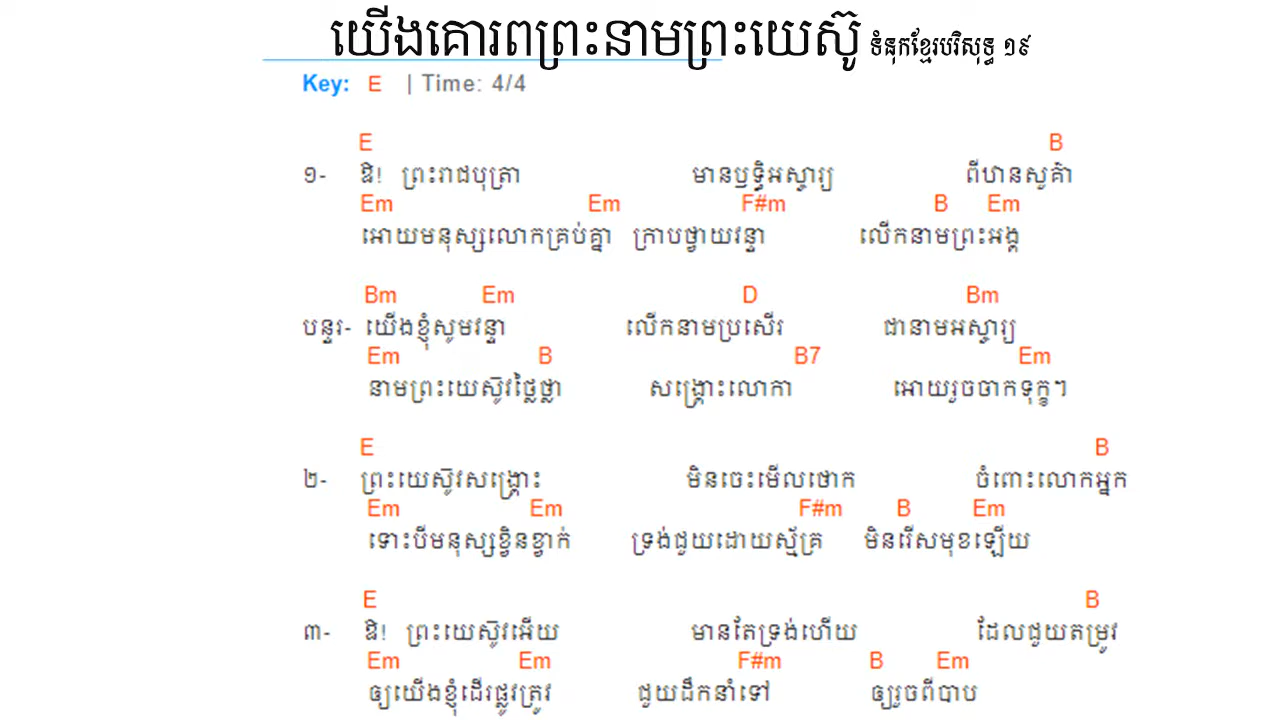 យើងគោរពព្រះនាមព្រះយេស៊ូ ទំនុកខ្មែរបរិសុទ្ធ ១៩
Key: E | Time: 4/4
E B
១- ឱ! ព្រះរាជបុត្រា មានឫទ្ធិអស្ចារ្យ ពីឋានសួគ៌ា
Em Em F#m B Em
អោយមនុស្សលោកគ្រប់គ្នា ក្រាបថ្វាយវន្ទា លើកនាមព្រះអង្គ
Bm Em D Bm
បន្ទរ- យើងខ្ញុំសូមវន្ទា លើកនាមប្រសើរ ជានាមអស្ចារ្យ
Em B B7 Em
នាមព្រះយេស៊ូវថ្លៃថ្លា សង្គ្រោះលោកា អោយរួចចាកទុក្ខៗ
E B
២- ព្រះយេស៊ូវសង្គ្រោះ មិនចេះមើលថោក ចំពោះលោកអ្នក
Em Em F#m B Em
ទោះបីមនុស្សខ្វិនខ្វាក់ ទ្រង់ជួយដោយស្ម័គ្រ មិនរើសមុខឡើយ
E B
៣- ឱ! ព្រះយេស៊ូវអើយ មានតែទ្រង់ហើយ ដែលជួយតម្រូវ
Em Em F#m B Em
ឲ្យយើងខ្ញុំដើរផ្លូវត្រូវ ជួយដឹកនាំទៅ ឲ្យរួចពីបាប